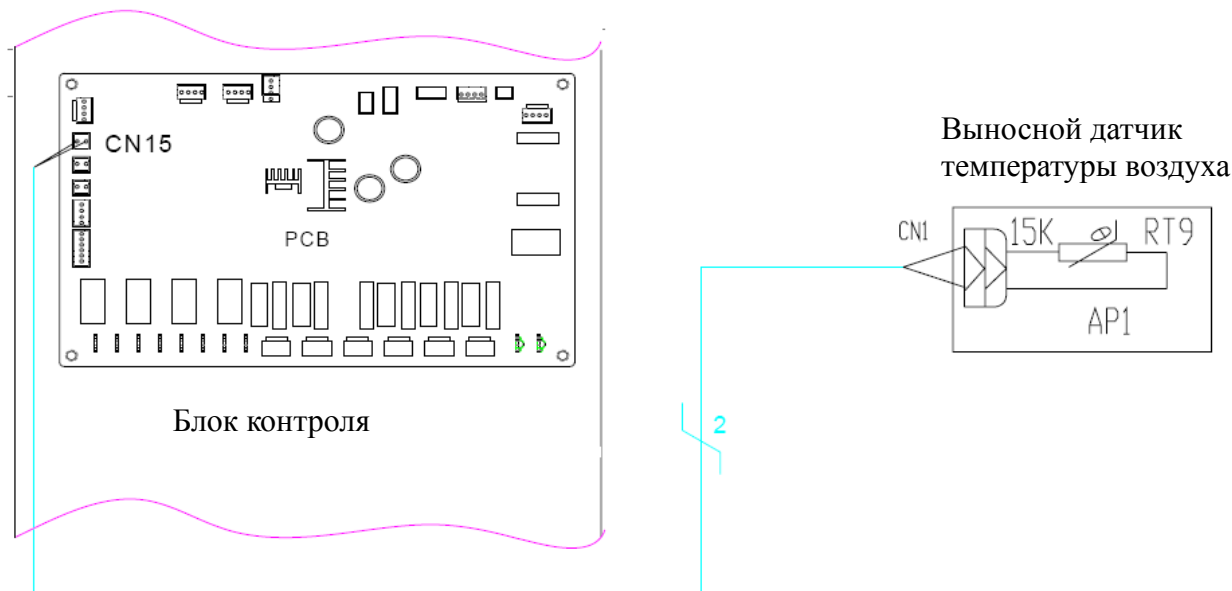 CN15
PCB
Блок контроля
Выносной датчик
температуры воздуха
CN1
15K
RT9
AP1
2